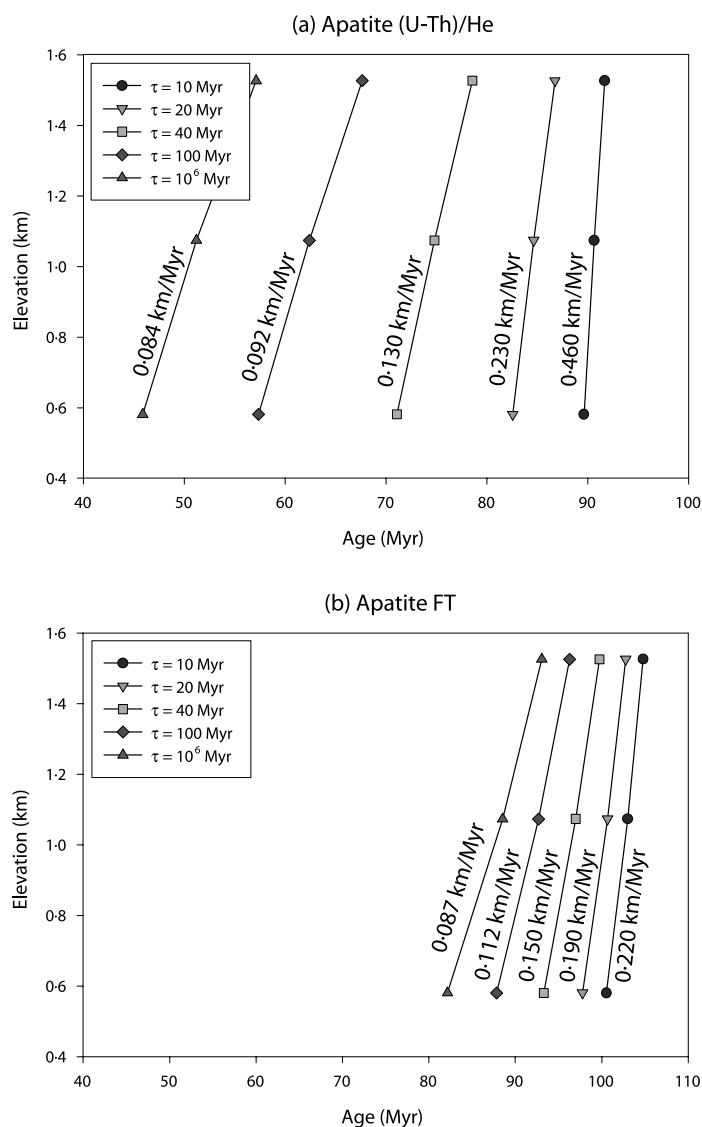 (a) Apatite (U-Th)/He
1·6
1·4
1·2
1·0
0·8
0·6
0·4
Elevation (km)
τ = 10 Myr
τ = 20 Myr
τ = 40 Myr
τ = 100 Myr
τ = 10⁶ Myr
0·084 km/Myr
0·092 km/Myr
0·130 km/Myr
0·230 km/Myr
0·460 km/Myr
40 50 60 70 80 90 100
Age (Myr)
(b) Apatite FT
1·6
1·4
1·2
1·0
0·8
0·6
0·4
Elevation (km)
τ = 10 Myr
τ = 20 Myr
τ = 40 Myr
τ = 100 Myr
τ = 10⁶ Myr
0·087 km/Myr
0·112 km/Myr
0·150 km/Myr
0·190 km/Myr
0·220 km/Myr
40 50 60 70 80 90 100 110
Age (Myr)